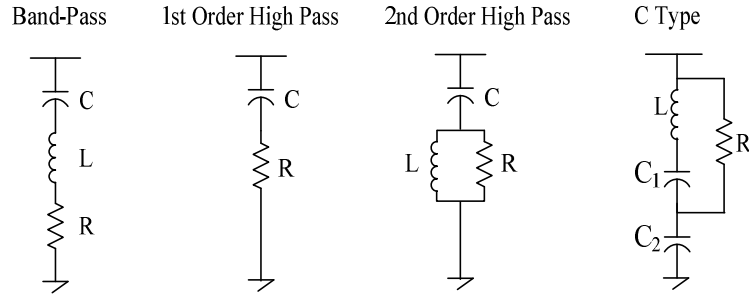 Band-Pass
1st Order High Pass
2nd Order High Pass
C Type
C
L
R
C
R
C
L
R
L
R
C1
C2